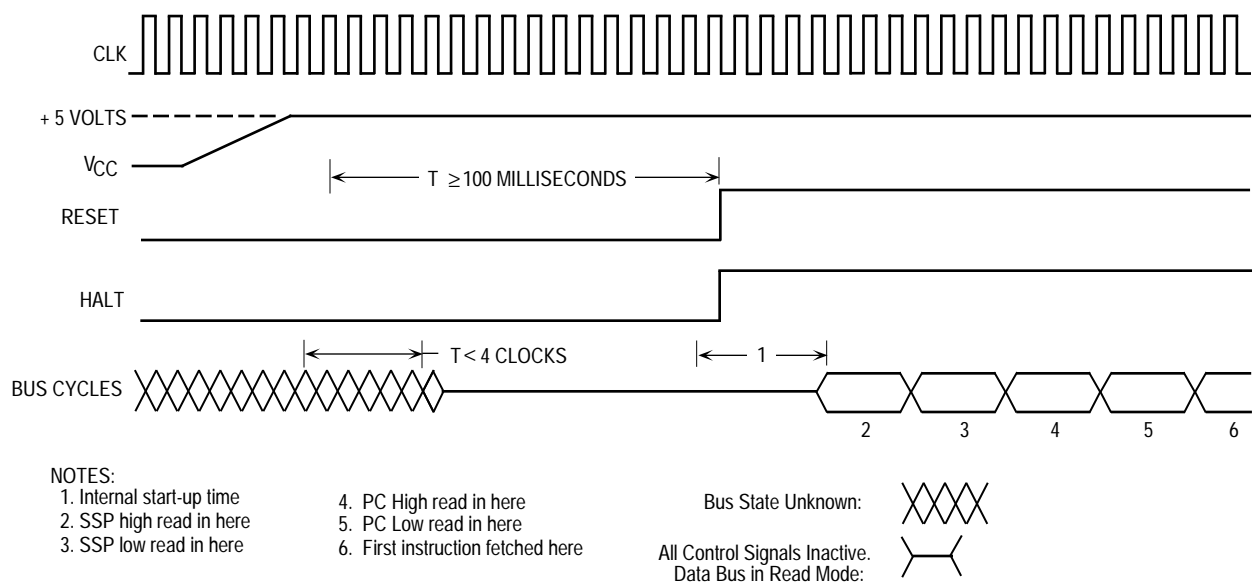 CLK
+ 5 VOLTS
VCC
T ≥100 MILLISECONDS
RESET
HALT
T < 4 CLOCKS
1
BUS CYCLES
2 3 4 5 6
NOTES:
1. Internal start-up time
2. SSP high read in here
3. SSP low read in here
4. PC High read in here
5. PC Low read in here
6. First instruction fetched here
Bus State Unknown:
All Control Signals Inactive.
Data Bus in Read Mode: